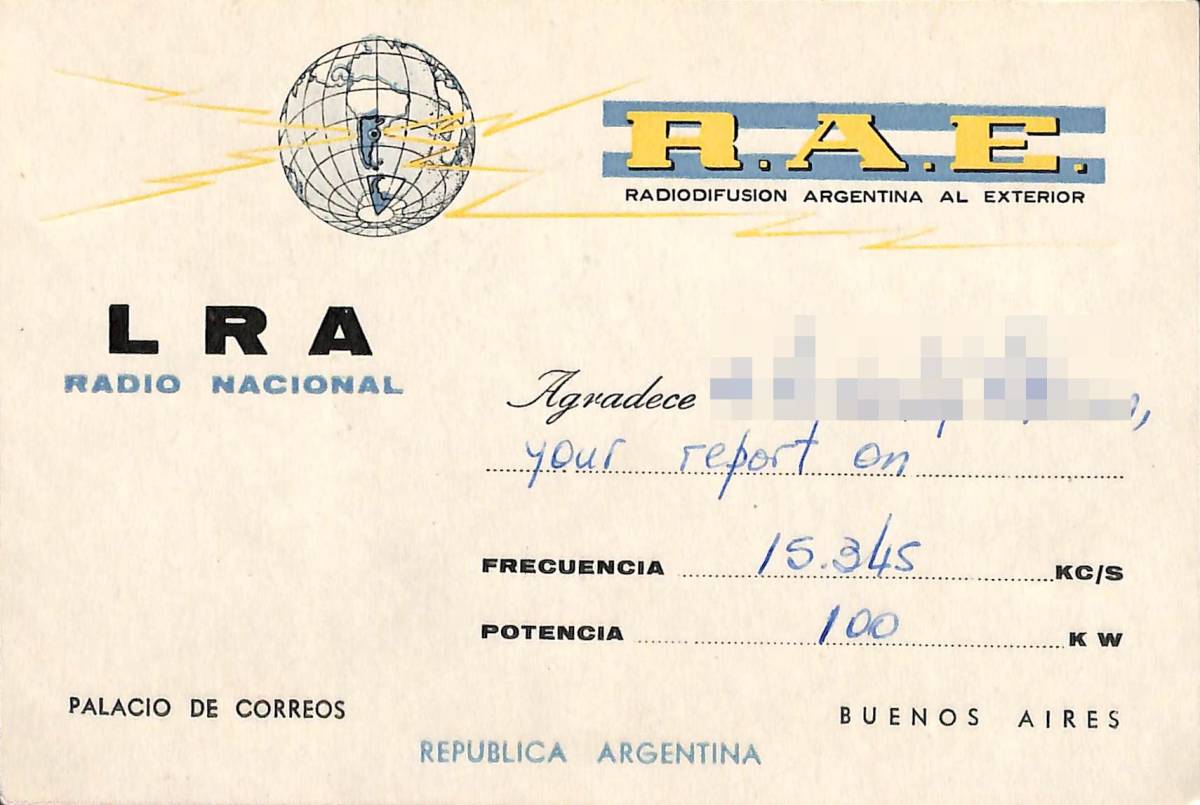 R.A.E.
RADIODIFUSION ARGENTINA AL EXTERIOR
LRA
RADIO NACIONAL
Agradece
your report on
FRECUENCIA 15.345 KC/S
POTENCIA 100 KW
PALACIO DE CORREOS
BUENOS AIRES
REPUBLICA ARGENTINA